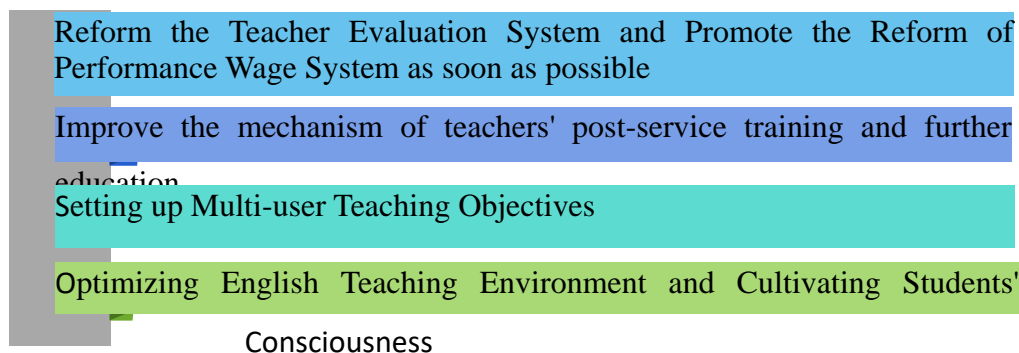 Reform the Teacher Evaluation System and Promote the Reform of
Performance Wage System as soon as possible
Improve the mechanism of teachers' post-service training and further
education
Setting up Multi-user Teaching Objectives
Optimizing English Teaching Environment and Cultivating Students'
Consciousness